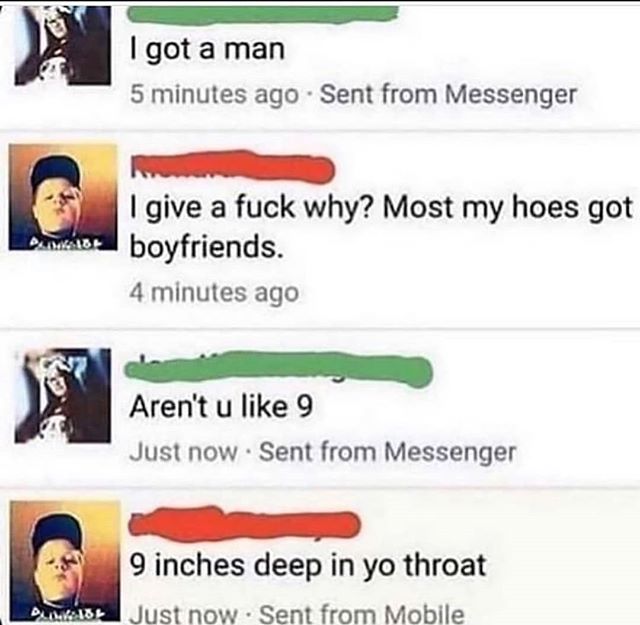 I got a man
5 minutes ago · Sent from Messenger
I give a fuck why? Most my hoes got
boyfriends.
4 minutes ago
Aren't u like 9
Just now · Sent from Messenger
9 inches deep in yo throat
Just now · Sent from Mobile